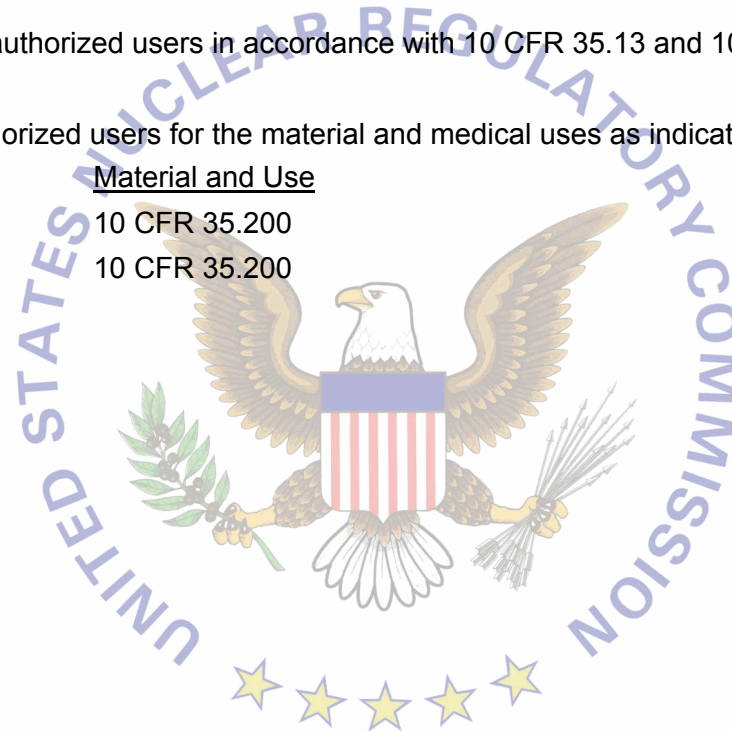 authorized users in accordance with 10 CFR 35.13 and 10
orized users for the material and medical uses as indicat
Material and Use
10 CFR 35.200
10 CFR 35.200
UNITED STATES NUCLEAR REGULATORY COMMISSION